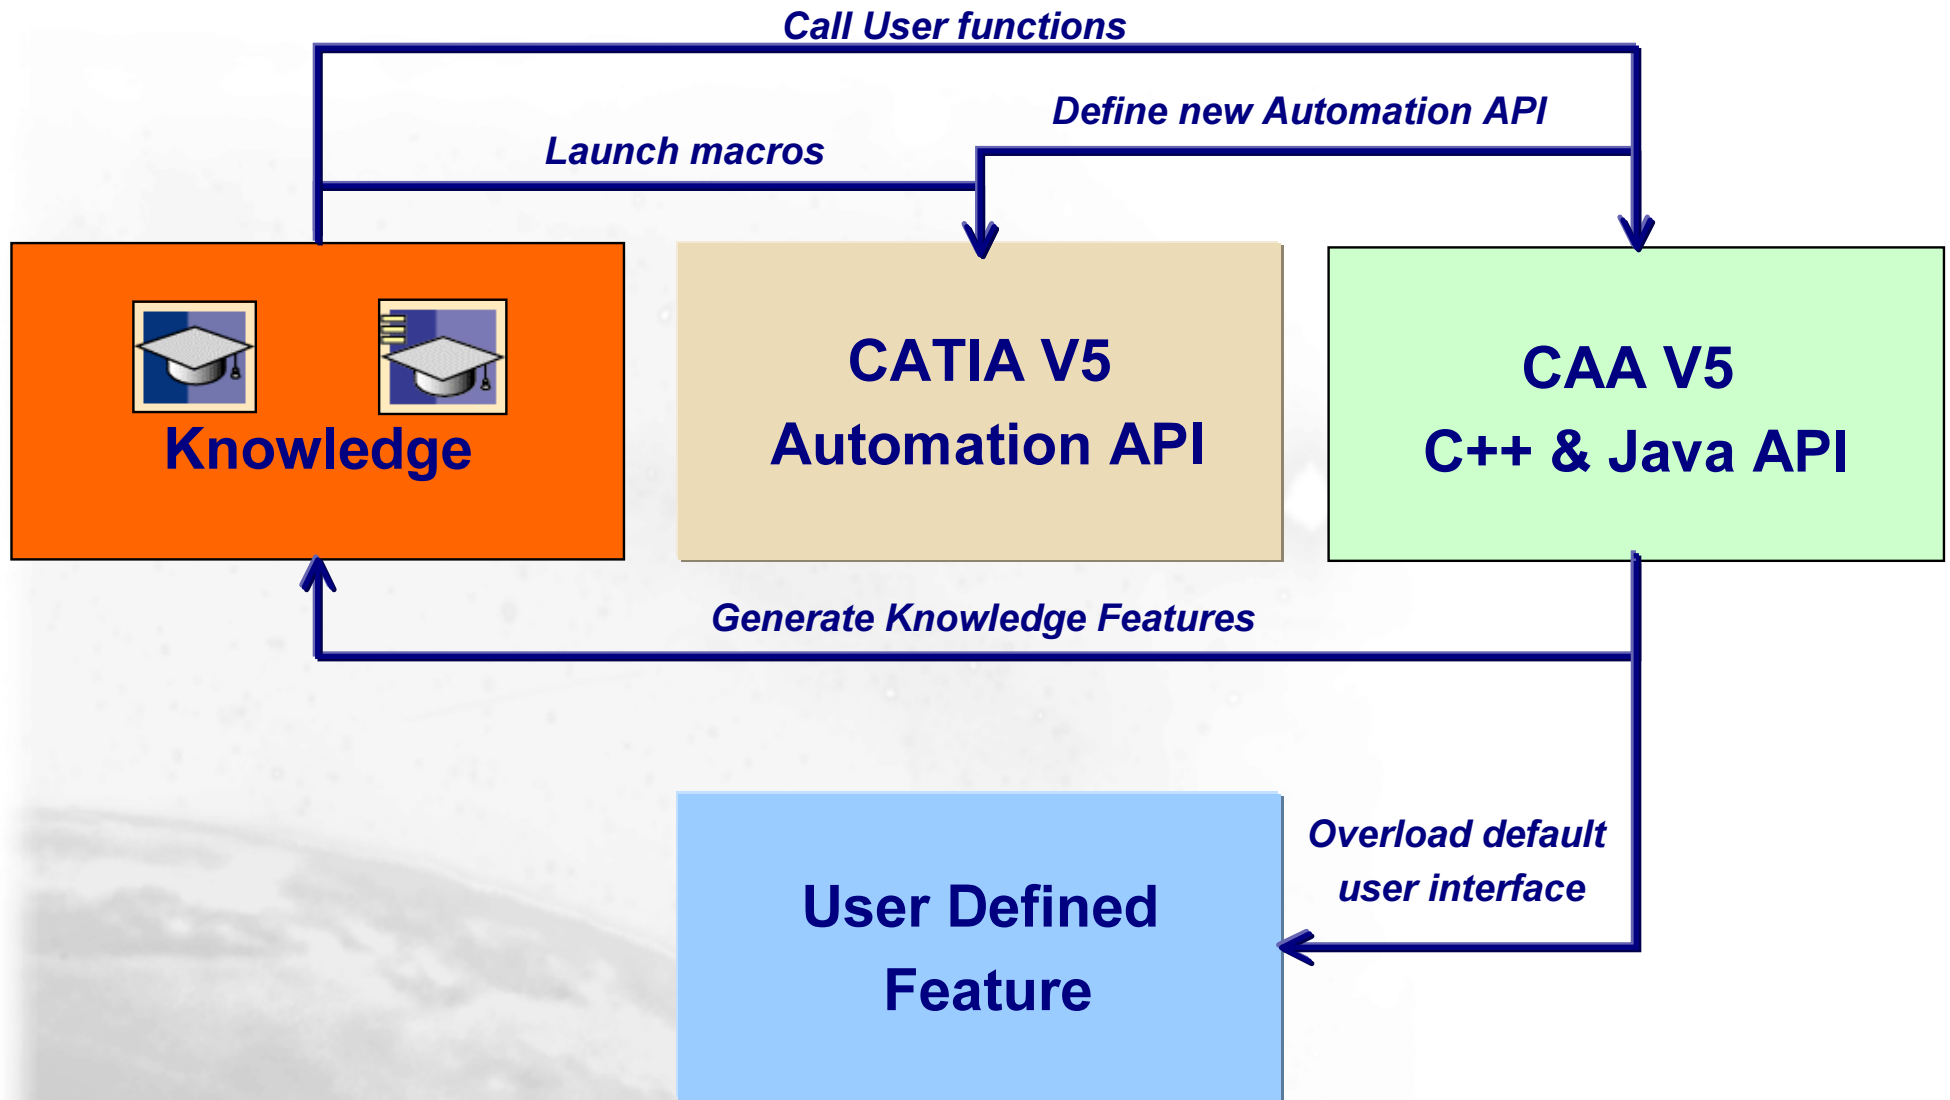 Call User functions
Define new Automation API
Launch macros
Knowledge
CATIA V5
Automation API
CAA V5
C++ & Java API
Generate Knowledge Features
Overload default
user interface
User Defined
Feature